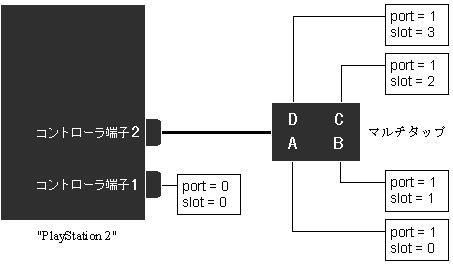 port = 1
slot = 3
port = 1
slot = 2
D C
A B
マルチタップ
コントローラ端子2
コントローラ端子1
port = 0
slot = 0
port = 1
slot = 1
port = 1
slot = 0
"PlayStation 2"